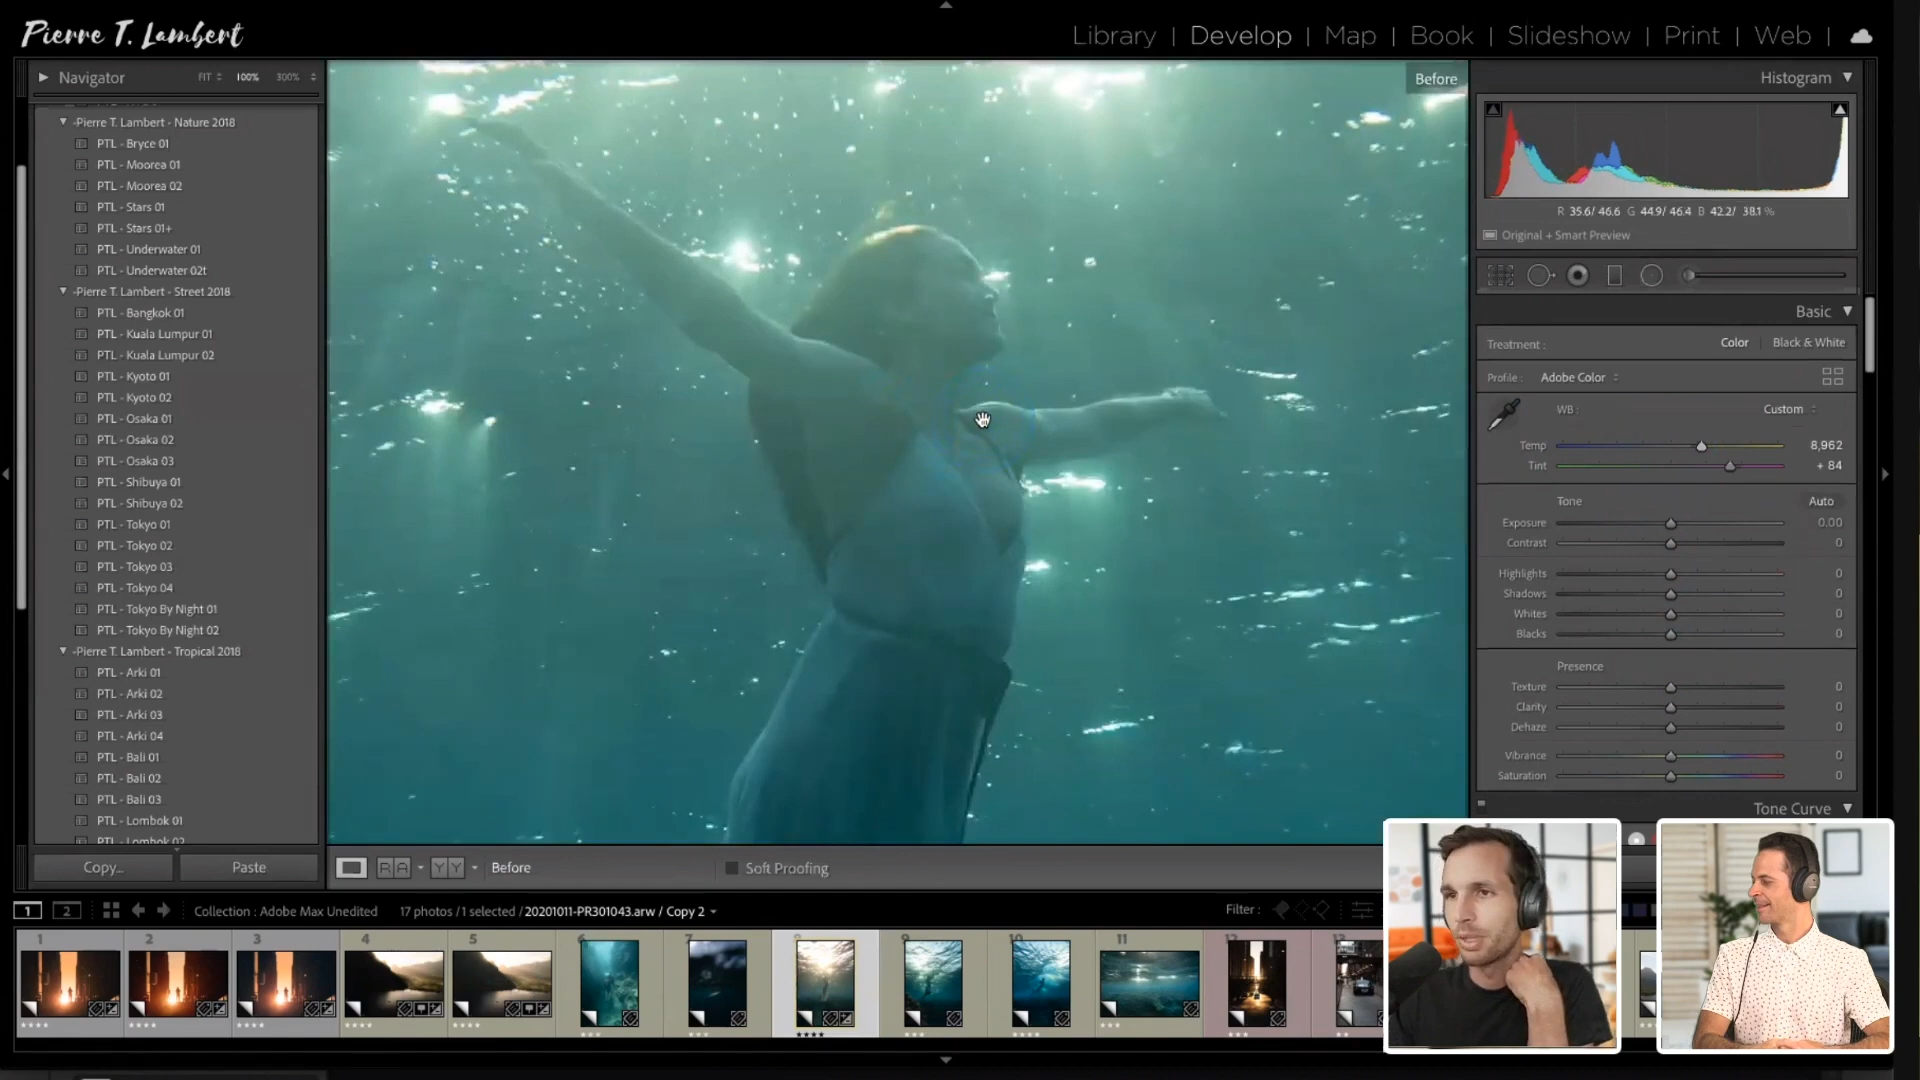 Pierre T. Lambert
Library | Develop | Map | Book | Slideshow | Print | Web |
Navigator FIT 100% 300%
-Pierre T. Lambert - Nature 2018
PTL - Bryce 01
PTL - Moorea 01
PTL - Moorea 02
PTL - Stars 01
PTL - Stars 01+
PTL - Underwater 01
PTL - Underwater 02t
-Pierre T. Lambert - Street 2018
PTL - Bangkok 01
PTL - Kuala Lumpur 01
PTL - Kuala Lumpur 02
PTL - Kyoto 01
PTL - Kyoto 02
PTL - Osaka 01
PTL - Osaka 02
PTL - Osaka 03
PTL - Shibuya 01
PTL - Shibuya 02
PTL - Tokyo 01
PTL - Tokyo 02
PTL - Tokyo 03
PTL - Tokyo 04
PTL - Tokyo By Night 01
PTL - Tokyo By Night 02
-Pierre T. Lambert - Tropical 2018
PTL - Arki 01
PTL - Arki 02
PTL - Arki 03
PTL - Arki 04
PTL - Bali 01
PTL - Bali 02
PTL - Bali 03
PTL - Lombok 01
PTL - Lombok 02
Copy... Paste
Before
Histogram
R 35.6/ 46.6 G 44.9/ 46.4 B 42.2/ 38.1 %
Original + Smart Preview
Basic
Treatment : Color | Black & White
Profile : Adobe Color
WB : Custom
Temp 8,962
Tint + 84
Tone Auto
Exposure 0.00
Contrast 0
Highlights 0
Shadows 0
Whites 0
Blacks 0
Presence
Texture 0
Clarity 0
Dehaze 0
Vibrance 0
Saturation 0
Tone Curve
R A Y Y Before Soft Proofing
1 2 Collection : Adobe Max Unedited 17 photos /1 selected /20201011-PR301043.arw / Copy 2 Filter :
1 2 3 4 5 6 7 8 9 10 11 12 13